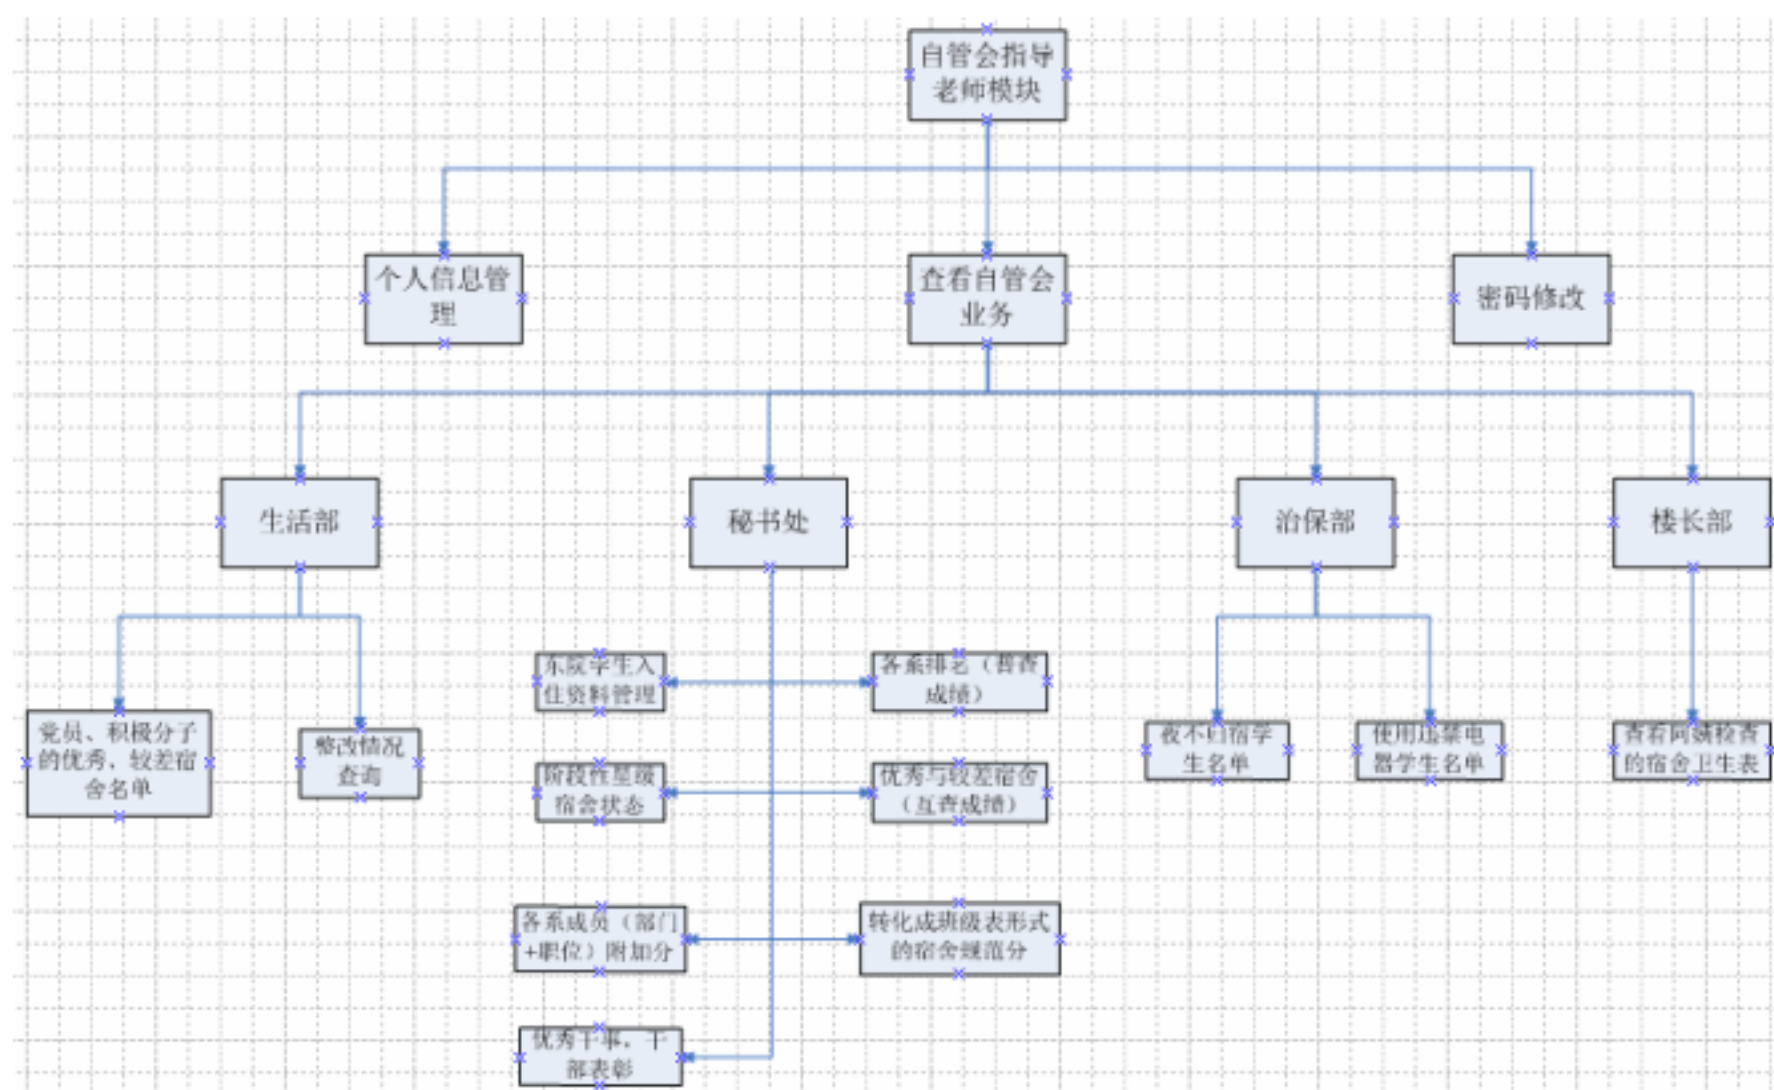 自管会指导
老师模块
个人信息管
理
查看自管会
业务
密码修改
生活部
秘书处
治保部
楼长部
东院学生入
住资料管理
各系排名（普查
成绩）
党员、积极分子
的优秀、较差宿
舍名单
整改情况
查询
阶段性星级
宿舍状态
优秀与较差宿舍
（互查成绩）
夜不归宿学
生名单
使用违禁电
器学生名单
查看阿姨检查
的宿舍卫生表
各系成员（部门
+职位）附加分
转化成班级表形式
的宿舍规范分
优秀干事，干
部表彰